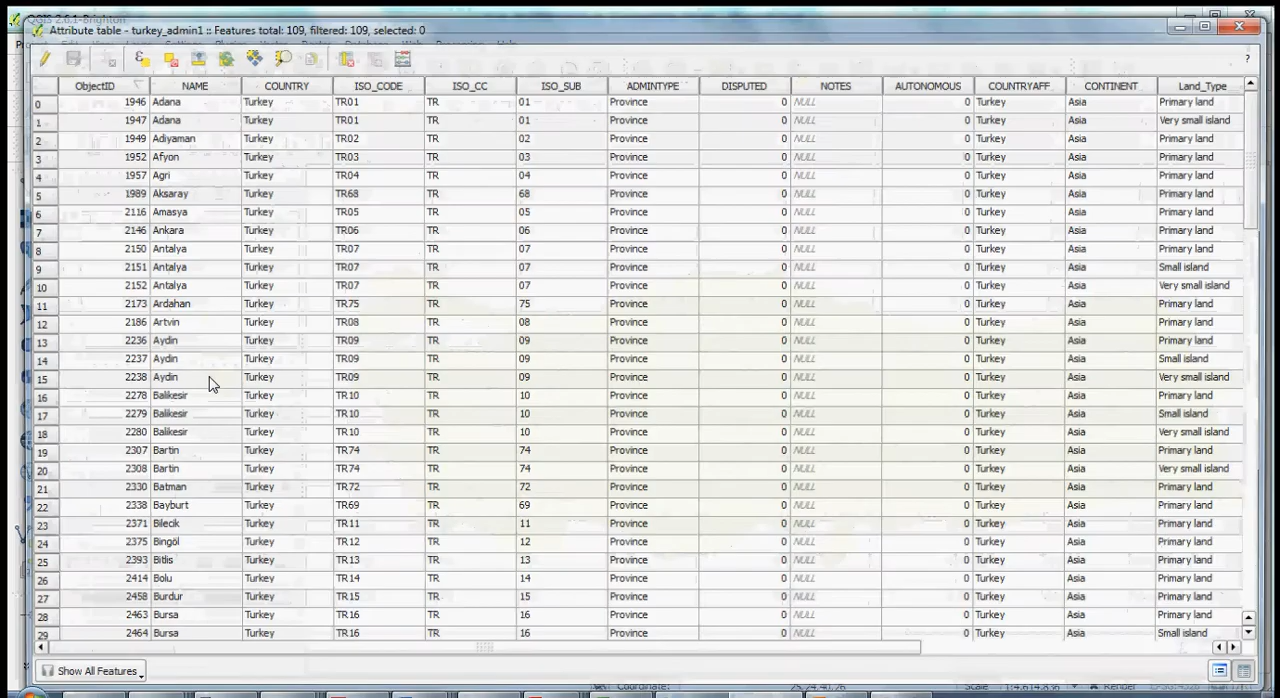 QGIS 2.6.1-Brighton
Attribute table - turkey_admin1 :: Features total: 109, filtered: 109, selected: 0
?
ObjectID NAME COUNTRY ISO_CODE ISO_CC ISO_SUB ADMINTYPE DISPUTED NOTES AUTONOMOUS COUNTRYAFF CONTINENT Land_Type
0 1946 Adana Turkey TR01 TR 01 Province 0 NULL 0 Turkey Asia Primary land
1 1947 Adana Turkey TR01 TR 01 Province 0 NULL 0 Turkey Asia Very small island
2 1949 Adiyaman Turkey TR02 TR 02 Province 0 NULL 0 Turkey Asia Primary land
3 1952 Afyon Turkey TR03 TR 03 Province 0 NULL 0 Turkey Asia Primary land
4 1957 Agri Turkey TR04 TR 04 Province 0 NULL 0 Turkey Asia Primary land
5 1989 Aksaray Turkey TR68 TR 68 Province 0 NULL 0 Turkey Asia Primary land
6 2116 Amasya Turkey TR05 TR 05 Province 0 NULL 0 Turkey Asia Primary land
7 2146 Ankara Turkey TR06 TR 06 Province 0 NULL 0 Turkey Asia Primary land
8 2150 Antalya Turkey TR07 TR 07 Province 0 NULL 0 Turkey Asia Primary land
9 2151 Antalya Turkey TR07 TR 07 Province 0 NULL 0 Turkey Asia Small island
10 2152 Antalya Turkey TR07 TR 07 Province 0 NULL 0 Turkey Asia Very small island
11 2173 Ardahan Turkey TR75 TR 75 Province 0 NULL 0 Turkey Asia Primary land
12 2186 Artvin Turkey TR08 TR 08 Province 0 NULL 0 Turkey Asia Primary land
13 2236 Aydin Turkey TR09 TR 09 Province 0 NULL 0 Turkey Asia Primary land
14 2237 Aydin Turkey TR09 TR 09 Province 0 NULL 0 Turkey Asia Small island
15 2238 Aydin Turkey TR09 TR 09 Province 0 NULL 0 Turkey Asia Very small island
16 2278 Balikesir Turkey TR10 TR 10 Province 0 NULL 0 Turkey Asia Primary land
17 2279 Balikesir Turkey TR10 TR 10 Province 0 NULL 0 Turkey Asia Small island
18 2280 Balikesir Turkey TR10 TR 10 Province 0 NULL 0 Turkey Asia Very small island
19 2307 Bartin Turkey TR74 TR 74 Province 0 NULL 0 Turkey Asia Primary land
20 2308 Bartin Turkey TR74 TR 74 Province 0 NULL 0 Turkey Asia Very small island
21 2330 Batman Turkey TR72 TR 72 Province 0 NULL 0 Turkey Asia Primary land
22 2338 Bayburt Turkey TR69 TR 69 Province 0 NULL 0 Turkey Asia Primary land
23 2371 Bilecik Turkey TR11 TR 11 Province 0 NULL 0 Turkey Asia Primary land
24 2375 Bingöl Turkey TR12 TR 12 Province 0 NULL 0 Turkey Asia Primary land
25 2393 Bitlis Turkey TR13 TR 13 Province 0 NULL 0 Turkey Asia Primary land
26 2414 Bolu Turkey TR14 TR 14 Province 0 NULL 0 Turkey Asia Primary land
27 2458 Burdur Turkey TR15 TR 15 Province 0 NULL 0 Turkey Asia Primary land
28 2463 Bursa Turkey TR16 TR 16 Province 0 NULL 0 Turkey Asia Primary land
29 2464 Bursa Turkey TR16 TR 16 Province 0 NULL 0 Turkey Asia Small island
Show All Features
Coordinate: Scale Render